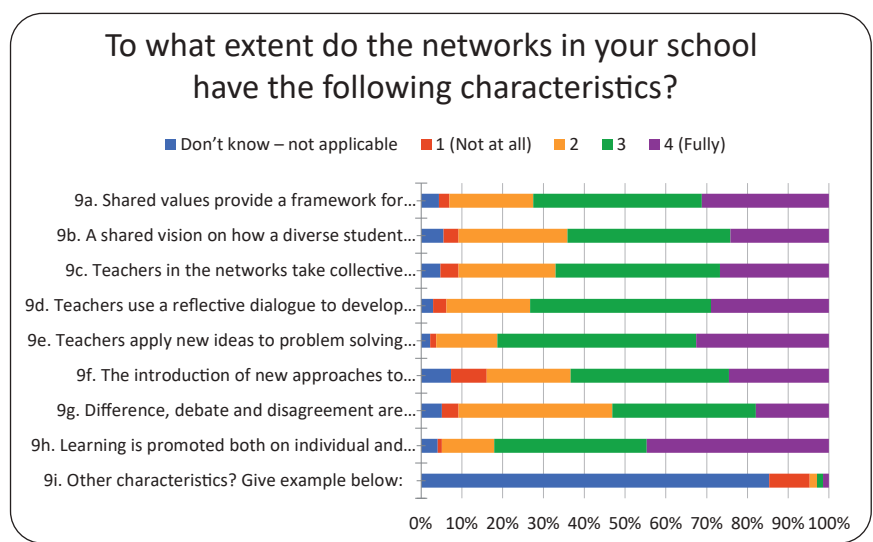 To what extent do the networks in your school
have the following characteristics?
Don't know – not applicable 1 (Not at all) 2 3 4 (Fully)
9a. Shared values provide a framework for...
9b. A shared vision on how a diverse student...
9c. Teachers in the networks take collective...
9d. Teachers use a reflective dialogue to develop...
9e. Teachers apply new ideas to problem solving...
9f. The introduction of new approaches to...
9g. Difference, debate and disagreement are...
9h. Learning is promoted both on individual and...
9i. Other characteristics? Give example below:
0% 10% 20% 30% 40% 50% 60% 70% 80% 90% 100%